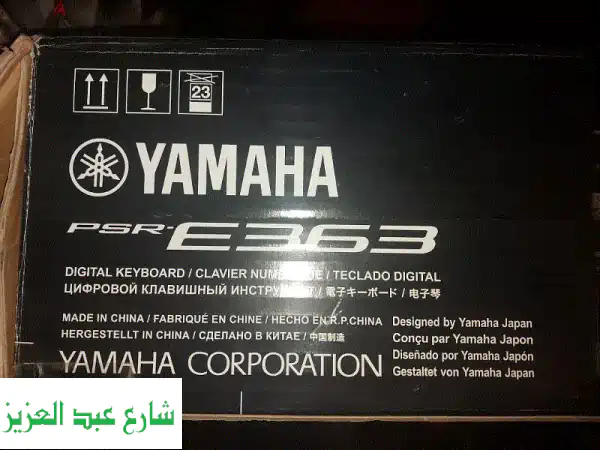 23
YAMAHA
PSR-E363
DIGITAL KEYBOARD / CLAVIER / TECLADO DIGITAL
ЦИФРОВОЙ КЛАВИШНЫЙ ИНСТРУМЕНТ / 電子キーボード / 电子琴
MADE IN CHINA / FABRIQUÉ EN CHINE / HECHO EN R.P.CHINA
HERGESTELLT IN CHINA / СДЕЛАНО В КИТАЕ / 中国制造
YAMAHA CORPORATION
Designed by Yamaha Japan
Conçu par Yamaha Japon
Diseñado por Yamaha Japón
Gestaltet von Yamaha Japan
شارع عبد العزيز